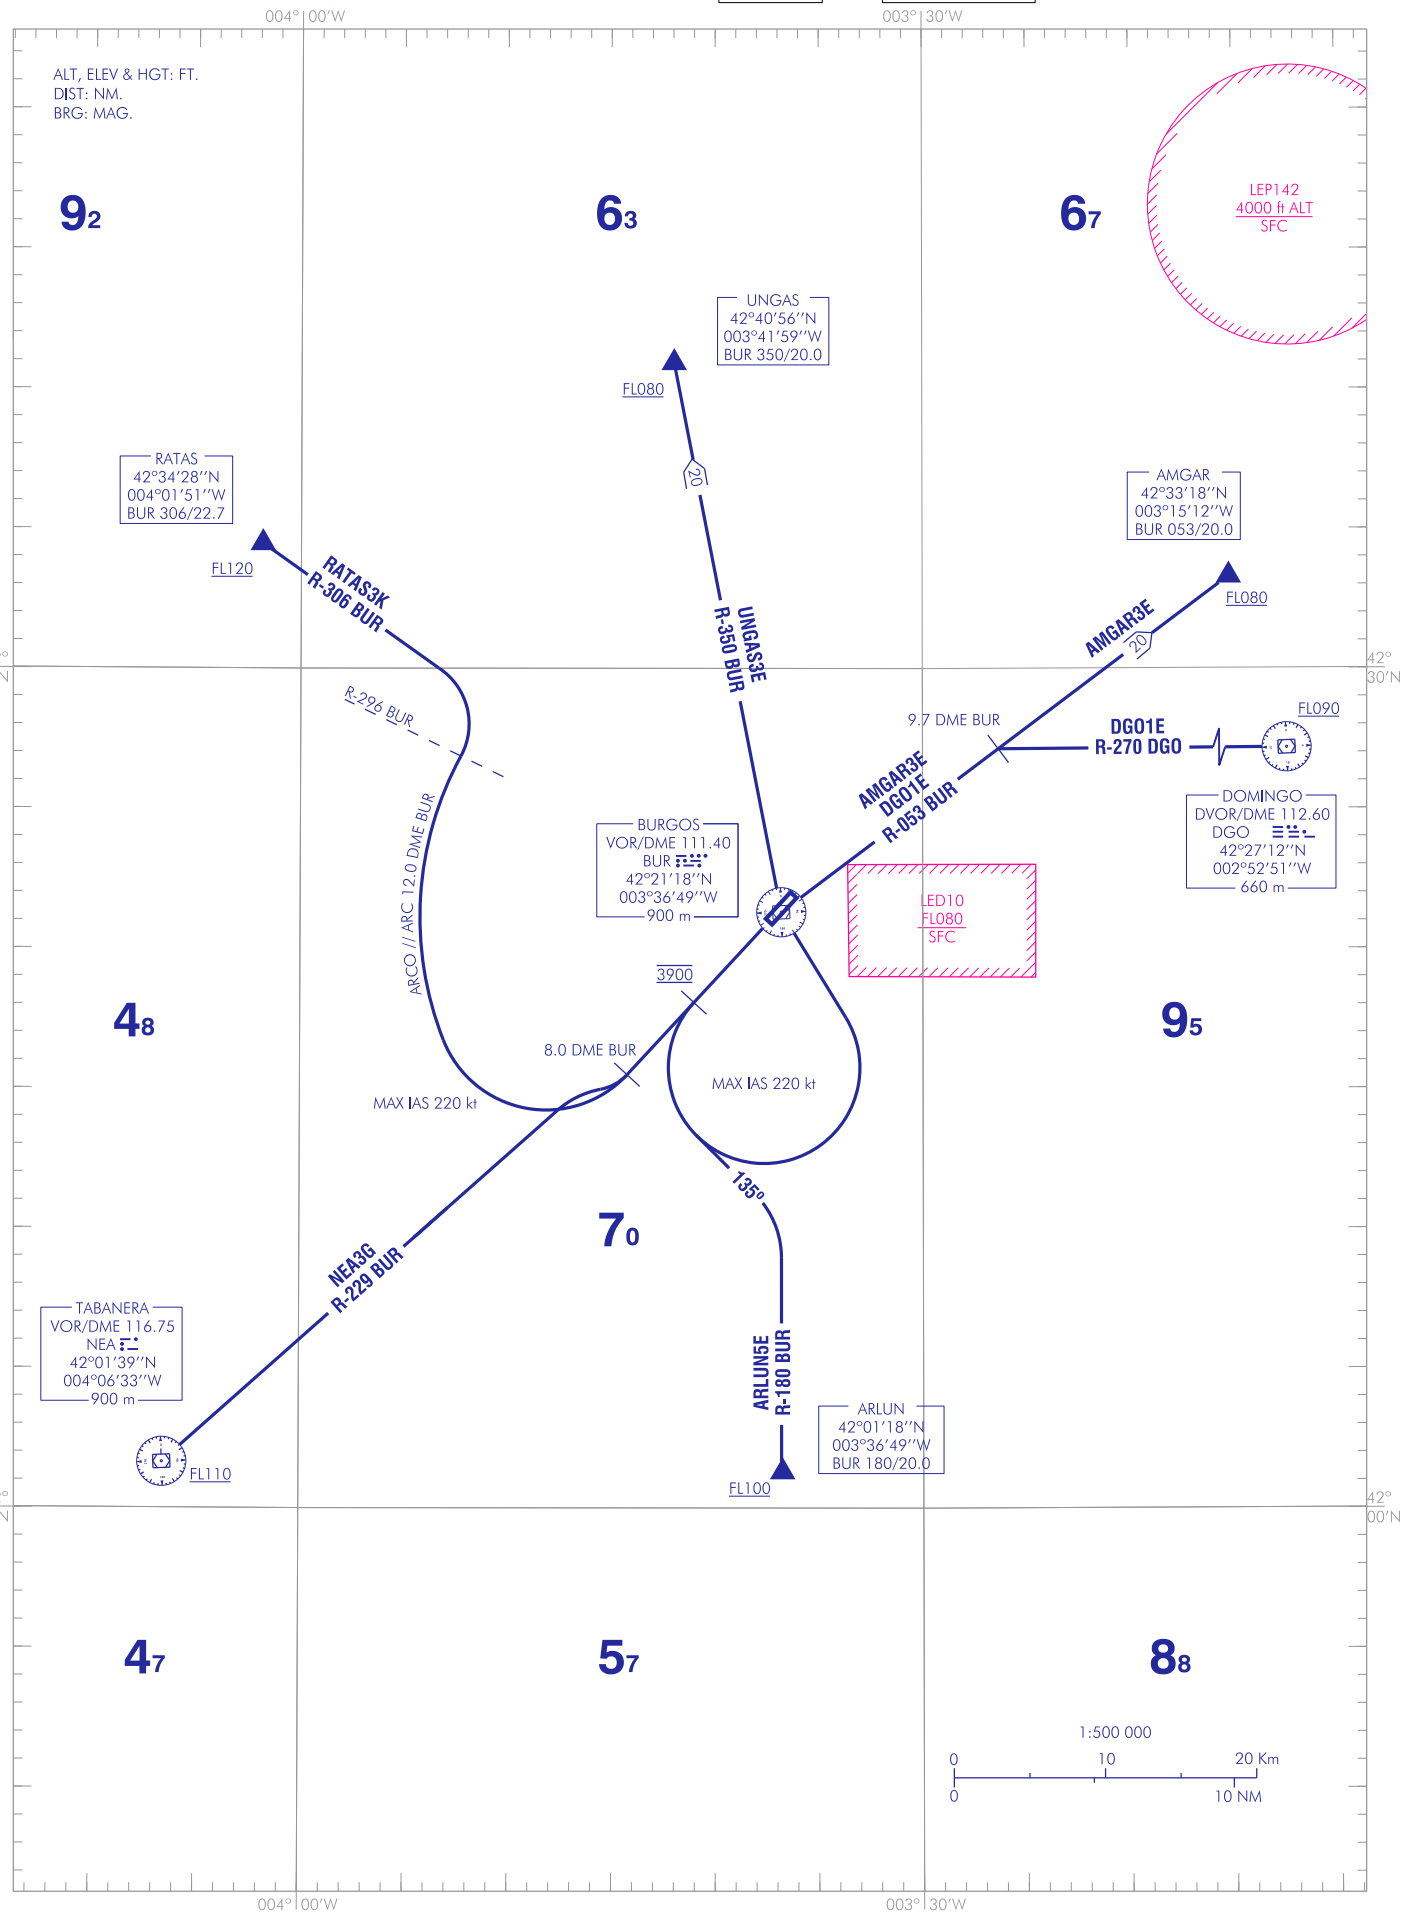 004°00'W
003°30'W
ALT, ELEV & HGT: FT.
DIST: NM.
BRG: MAG.
92
63
67
LEP142
4000 ft ALT
SFC
UNGAS
42°40'56''N
003°41'59''W
BUR 350/20.0
FL080
20
RATAS
42°34'28''N
004°01'51''W
BUR 306/22.7
FL120
RATAS3K
R-306 BUR
AMGAR
42°33'18''N
003°15'12''W
BUR 053/20.0
FL080
AMGAR3E
20
UNGAS3E
R-350 BUR
42°
30'N
R-296 BUR
9.7 DME BUR
DGO1E
R-270 DGO
FL090
AMGAR3E
DGO1E
R-053 BUR
DOMINGO
DVOR/DME 112.60
DGO
42°27'12''N
002°52'51''W
660 m
ARCO // ARC 12.0 DME BUR
BURGOS
VOR/DME 111.40
BUR
42°21'18''N
003°36'49''W
900 m
LED10
FL080
SFC
3900
48
95
8.0 DME BUR
MAX IAS 220 kt
MAX IAS 220 kt
135º
70
NEA3G
R-229 BUR
TABANERA
VOR/DME 116.75
NEA
42°01'39''N
004°06'33''W
900 m
FL110
ARLUN5E
R-180 BUR
ARLUN
42°01'18''N
003°36'49''W
BUR 180/20.0
FL100
42°
00'N
47
57
88
1:500 000
0 10 20 Km
0 10 NM
004°00'W
003°30'W